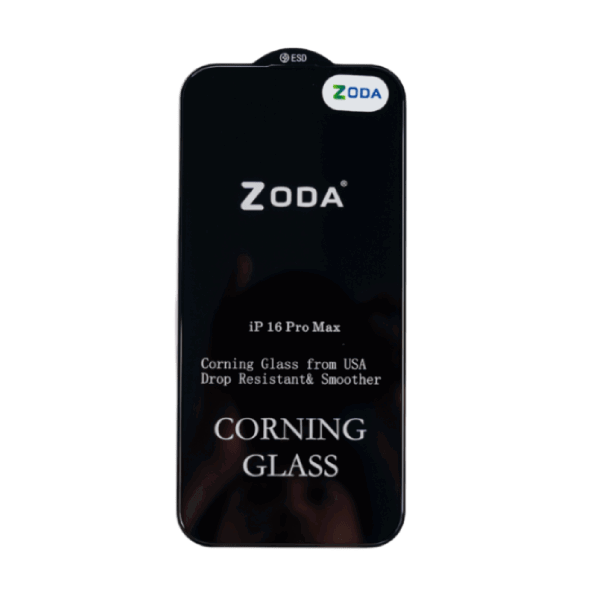 ESD
ZODA
ZODA®
iP 16 Pro Max
Corning Glass from USA
Drop Resistant& Smoother
CORNING
GLASS